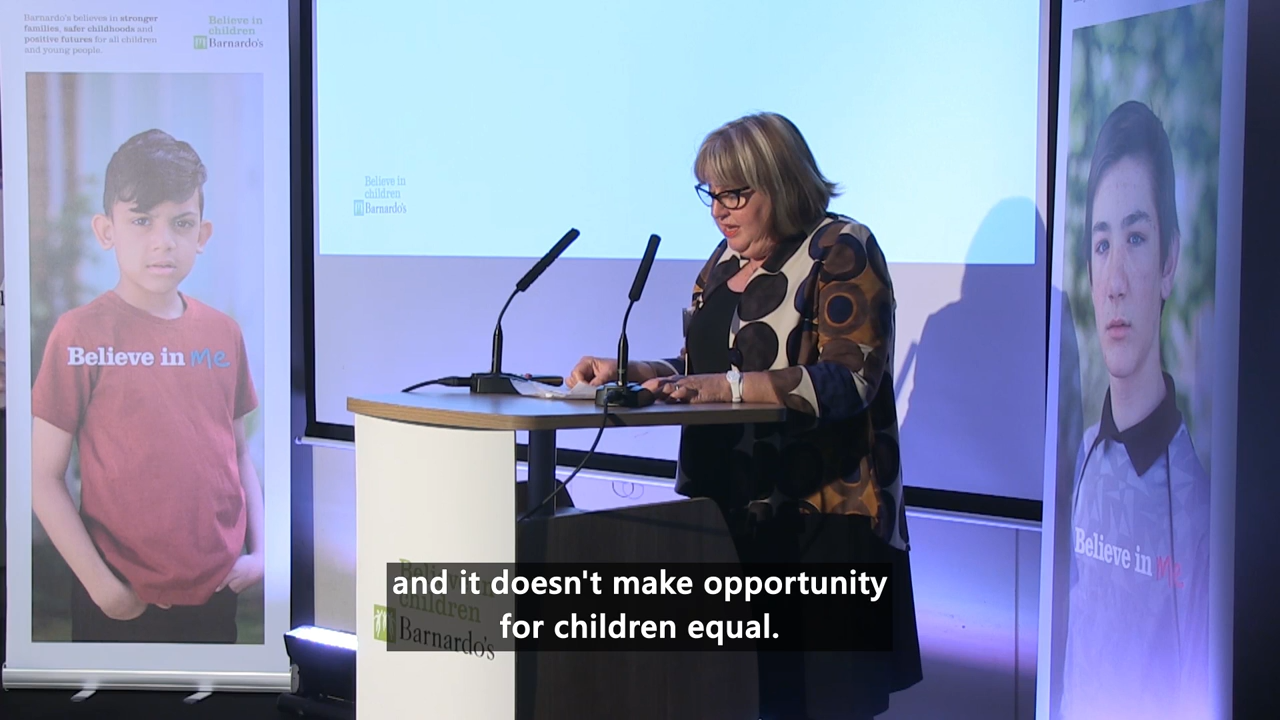 Barnardo's believes in stronger
families, safer childhoods and
positive futures for all children
and young people.
Believe in
children
Barnardo's
Believe in me
Believe in
children
Barnardo's
Believe in me
Believe in
children
Barnardo's
and it doesn't make opportunity
for children equal.